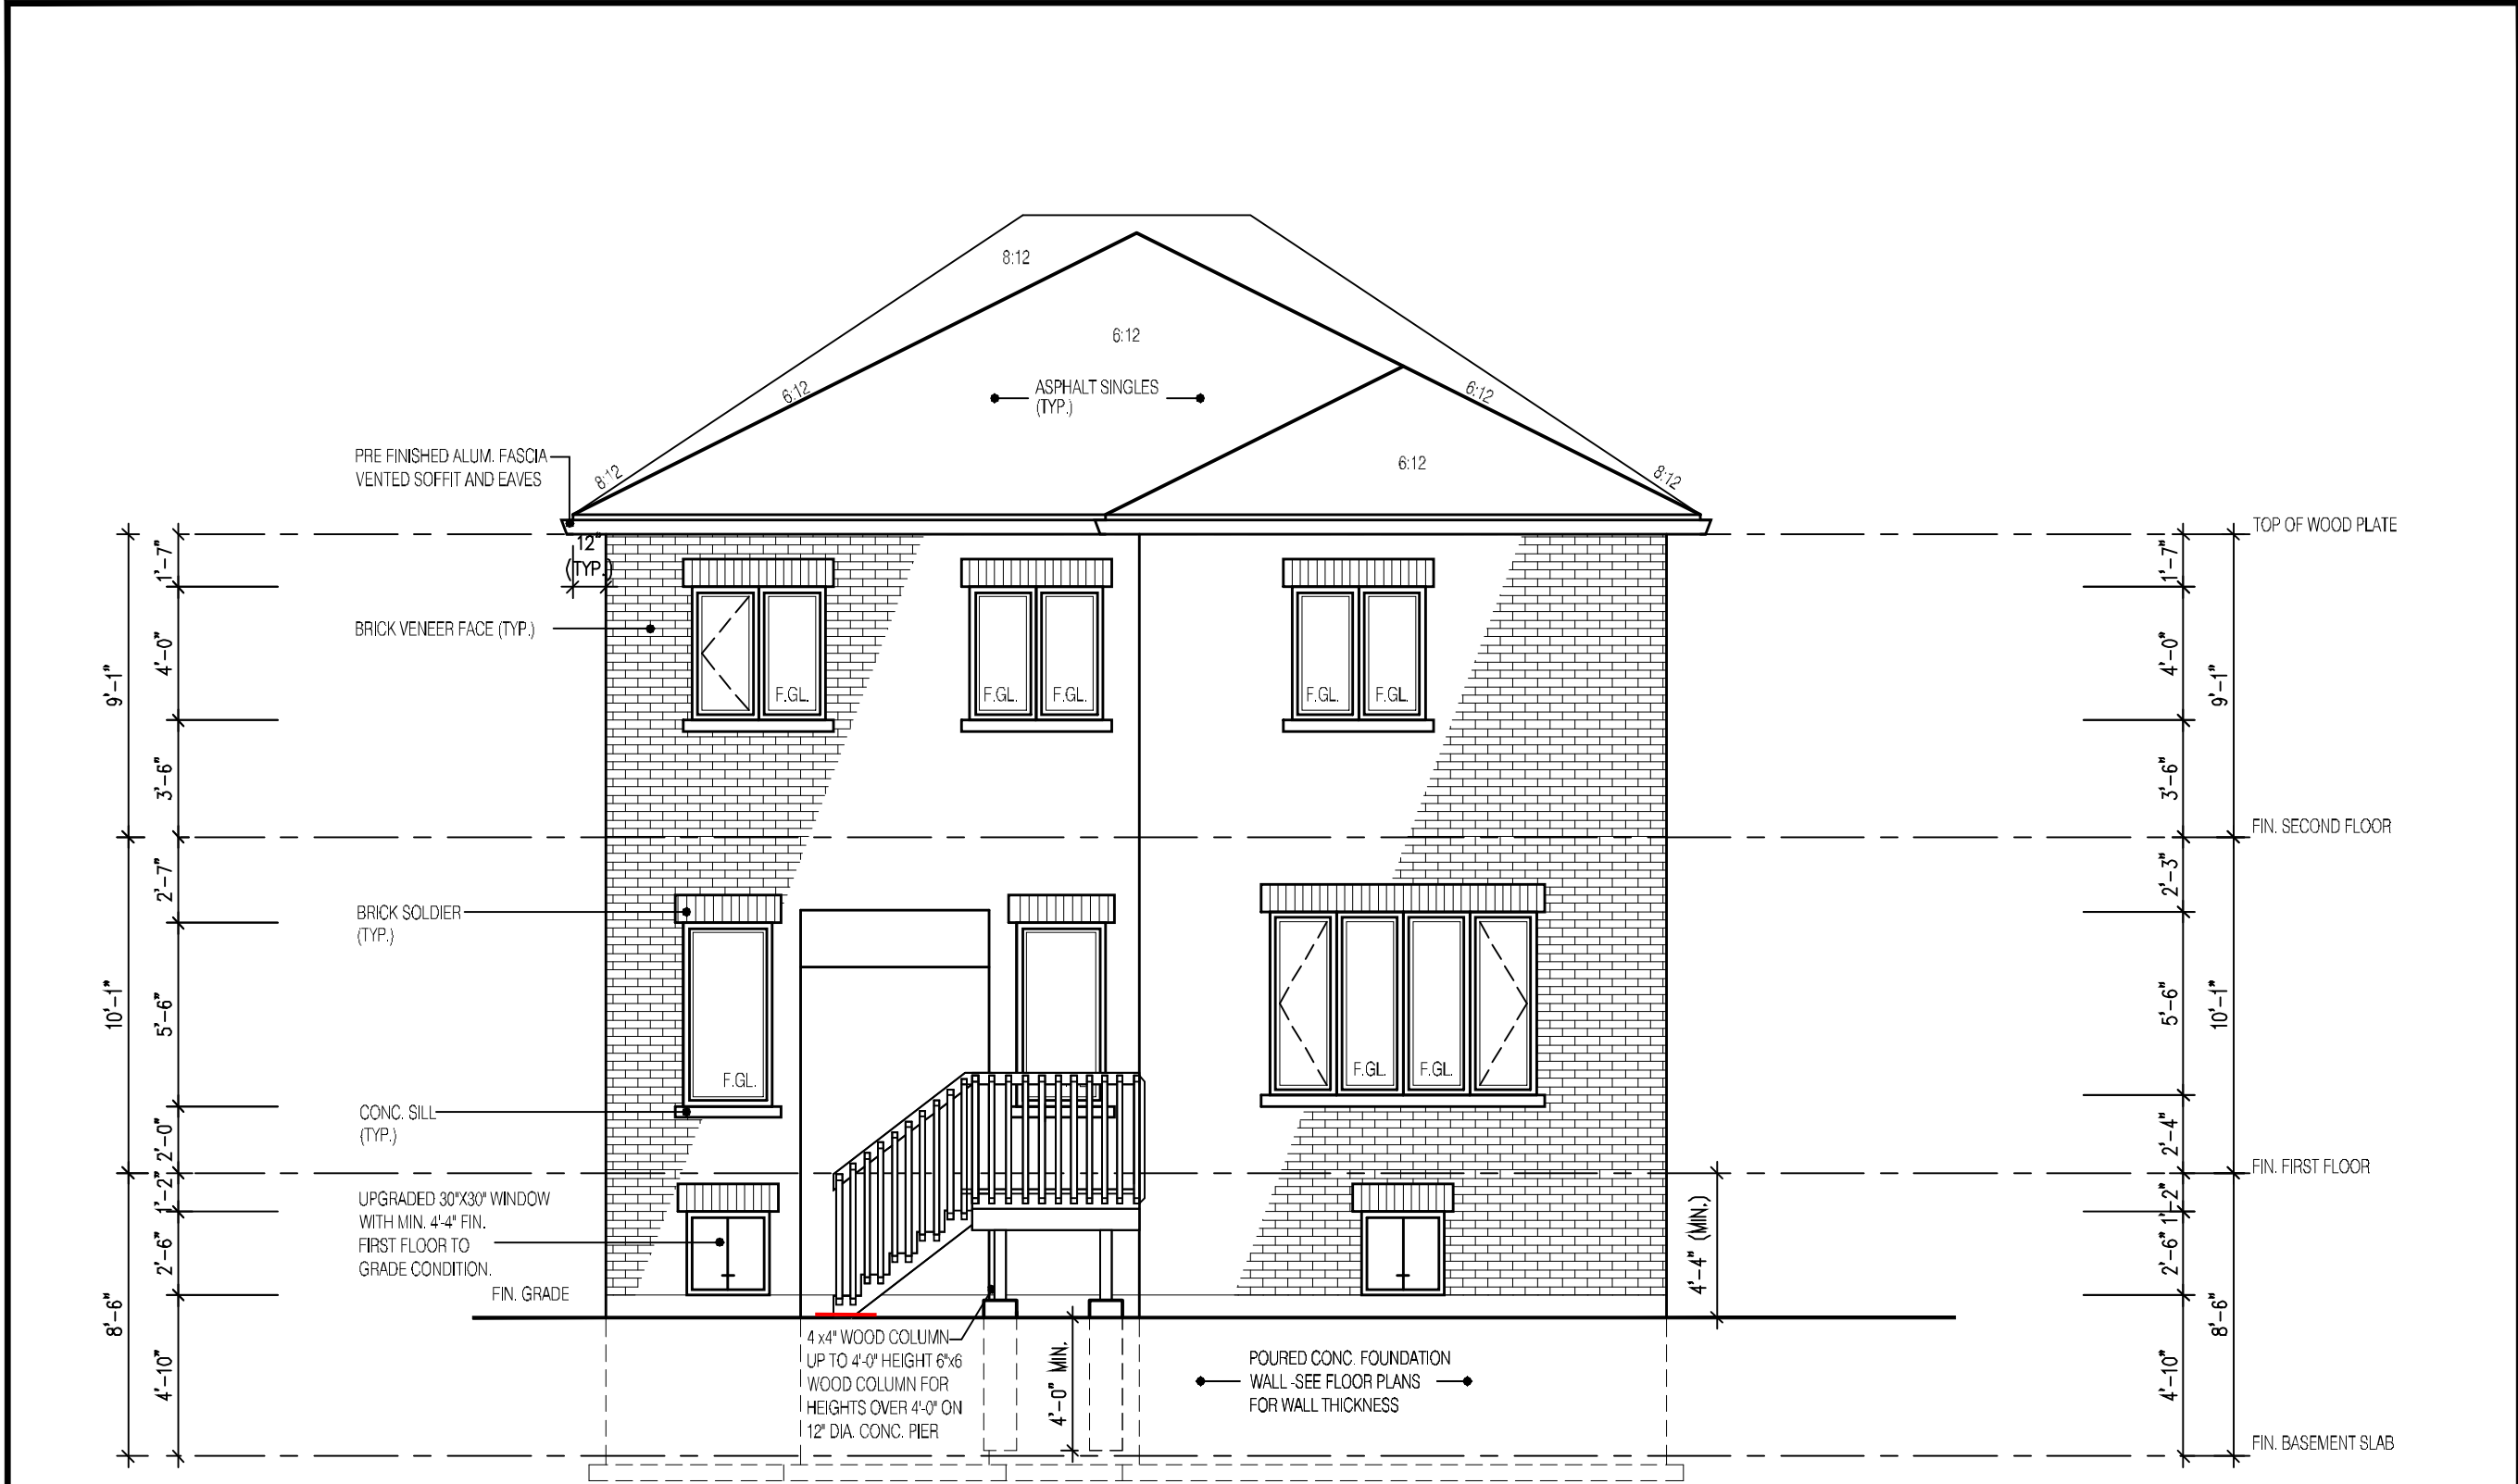 8:12
6:12
ASPHALT SINGLES
(TYP.)
6:12
6:12
6:12
8:12
8:12
PRE FINISHED ALUM. FASCIA
VENTED SOFFIT AND EAVES
12"
(TYP.)
TOP OF WOOD PLATE
BRICK VENEER FACE (TYP.)
F.GL.
F.GL.
F.GL.
F.GL.
F.GL.
1'-7"
4'-0"
3'-6"
9'-1"
1'-7"
4'-0"
3'-6"
9'-1"
FIN. SECOND FLOOR
BRICK SOLDIER
(TYP.)
F.GL.
F.GL.
F.GL.
CONC. SILL
(TYP.)
2'-7"
5'-6"
2'-0"
10'-1"
2'-3"
5'-6"
2'-4"
10'-1"
FIN. FIRST FLOOR
UPGRADED 30"X30" WINDOW
WITH MIN. 4'-4" FIN.
FIRST FLOOR TO
GRADE CONDITION.
FIN. GRADE
1'-2"
2'-6"
4'-10"
8'-6"
4'-4" (MIN.)
1'-2"
2'-6"
4'-10"
8'-6"
4 x4" WOOD COLUMN
UP TO 4'-0" HEIGHT 6"x6
WOOD COLUMN FOR
HEIGHTS OVER 4'-0" ON
12" DIA. CONC. PIER
4'-0" MIN.
POURED CONC. FOUNDATION
WALL -SEE FLOOR PLANS
FOR WALL THICKNESS
FIN. BASEMENT SLAB